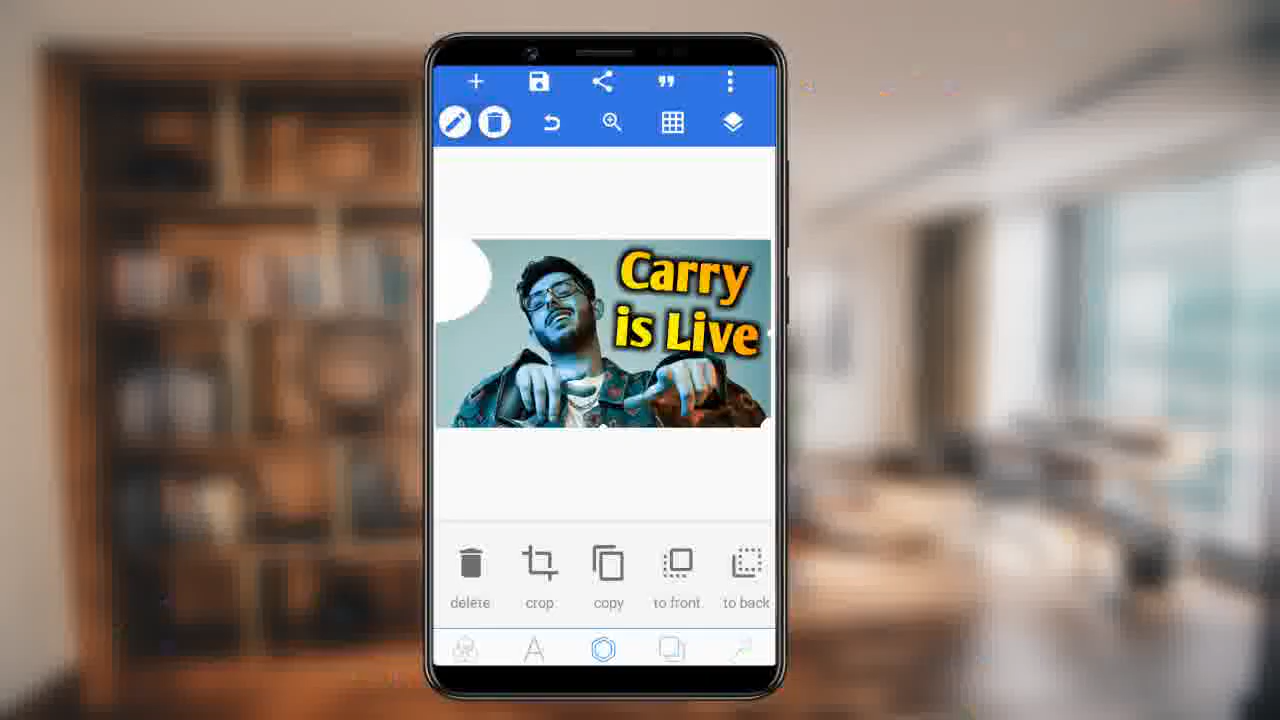 Carry
is Live
delete
crop
copy
to front
to back